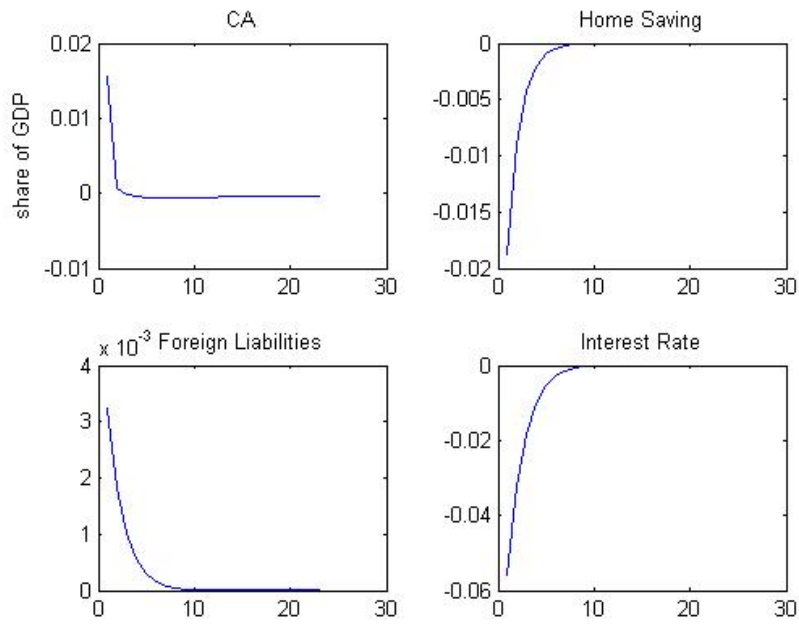 CA
0.02
0.01
0
-0.01
share of GDP
0 10 20 30
Home Saving
0
-0.005
-0.01
-0.015
-0.02
0 10 20 30
x 10-3 Foreign Liabilities
4
3
2
1
0
0 10 20 30
Interest Rate
0
-0.02
-0.04
-0.06
0 10 20 30